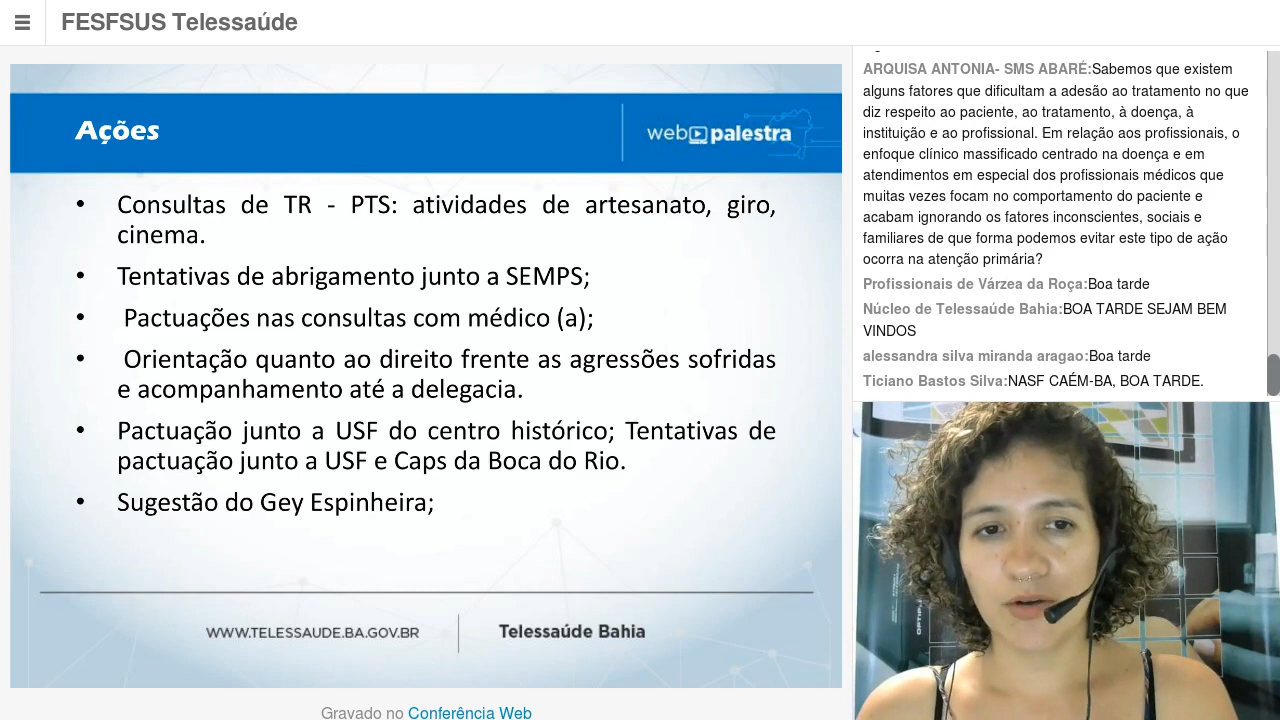 FESFSUS Telessaúde
Ações
web palestra
• Consultas de TR - PTS: atividades de artesanato, giro,
cinema.
• Tentativas de abrigamento junto a SEMPS;
• Pactuações nas consultas com médico (a);
• Orientação quanto ao direito frente as agressões sofridas
e acompanhamento até a delegacia.
• Pactuação junto a USF do centro histórico; Tentativas de
pactuação junto a USF e Caps da Boca do Rio.
• Sugestão do Gey Espinheira;
WWW.TELESSAUDE.BA.GOV.BR
Telessaúde Bahia
Gravado no Conferência Web
ARQUISA ANTONIA- SMS ABARÉ:Sabemos que existem
alguns fatores que dificultam a adesão ao tratamento no que
diz respeito ao paciente, ao tratamento, à doença, à
instituição e ao profissional. Em relação aos profissionais, o
enfoque clínico massificado centrado na doença e em
atendimentos em especial dos profissionais médicos que
muitas vezes focam no comportamento do paciente e
acabam ignorando os fatores inconscientes, sociais e
familiares de que forma podemos evitar este tipo de ação
ocorra na atenção primária?
Profissionais de Várzea da Roça:Boa tarde
Núcleo de Telessaúde Bahia:BOA TARDE SEJAM BEM
VINDOS
alessandra silva miranda aragao:Boa tarde
Ticiano Bastos Silva:NASF CAÉM-BA, BOA TARDE.